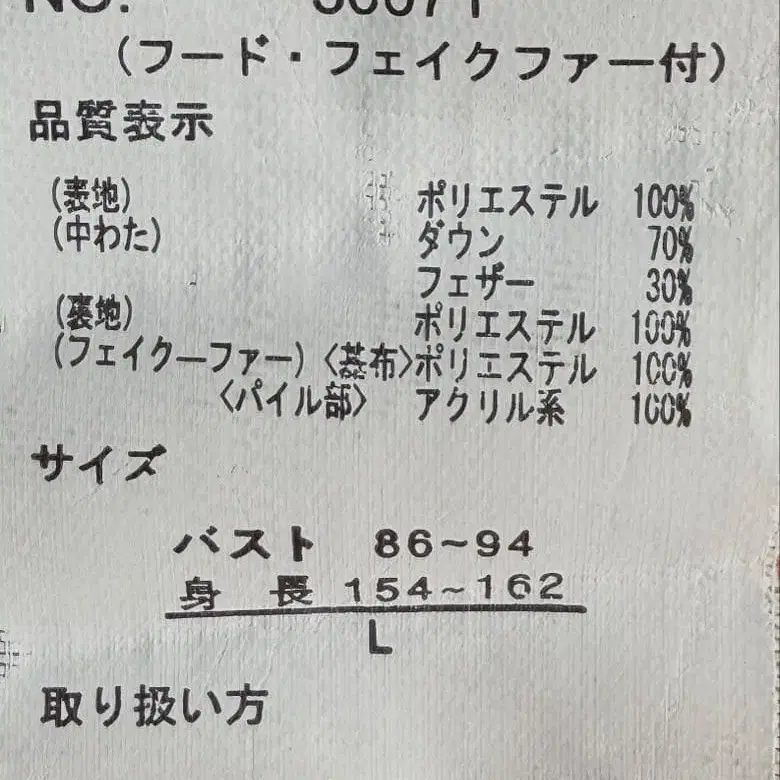 NO.
(フード・フェイクファー付)
品質表示
(表地) ポリエステル 100%
(中わた) ダウン 70%
フェザー 30%
(裏地) ポリエステル 100%
(フェイクーファー)〈基布〉ポリエステル 100%
〈パイル部〉 アクリル系 100%
サイズ
バスト 86~94
身 長 154~162
L
取り扱い方